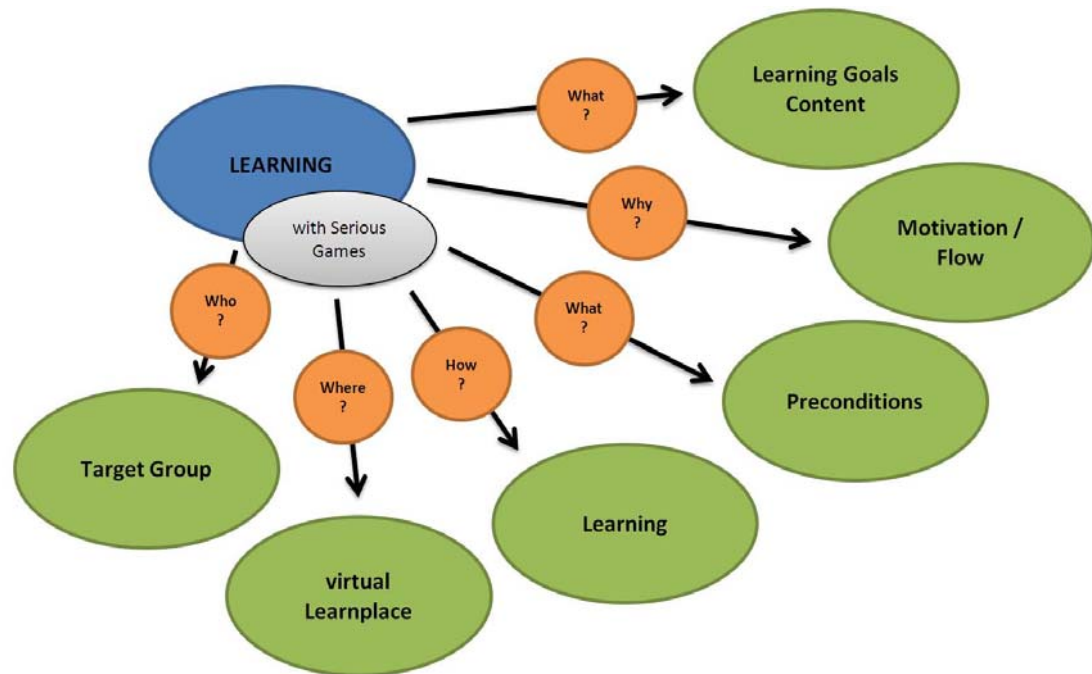 LEARNING
with Serious
Games
What
?
Learning Goals
Content
Why
?
Motivation /
Flow
What
?
Preconditions
How
?
Learning
Where
?
virtual
Learnplace
Who
?
Target Group